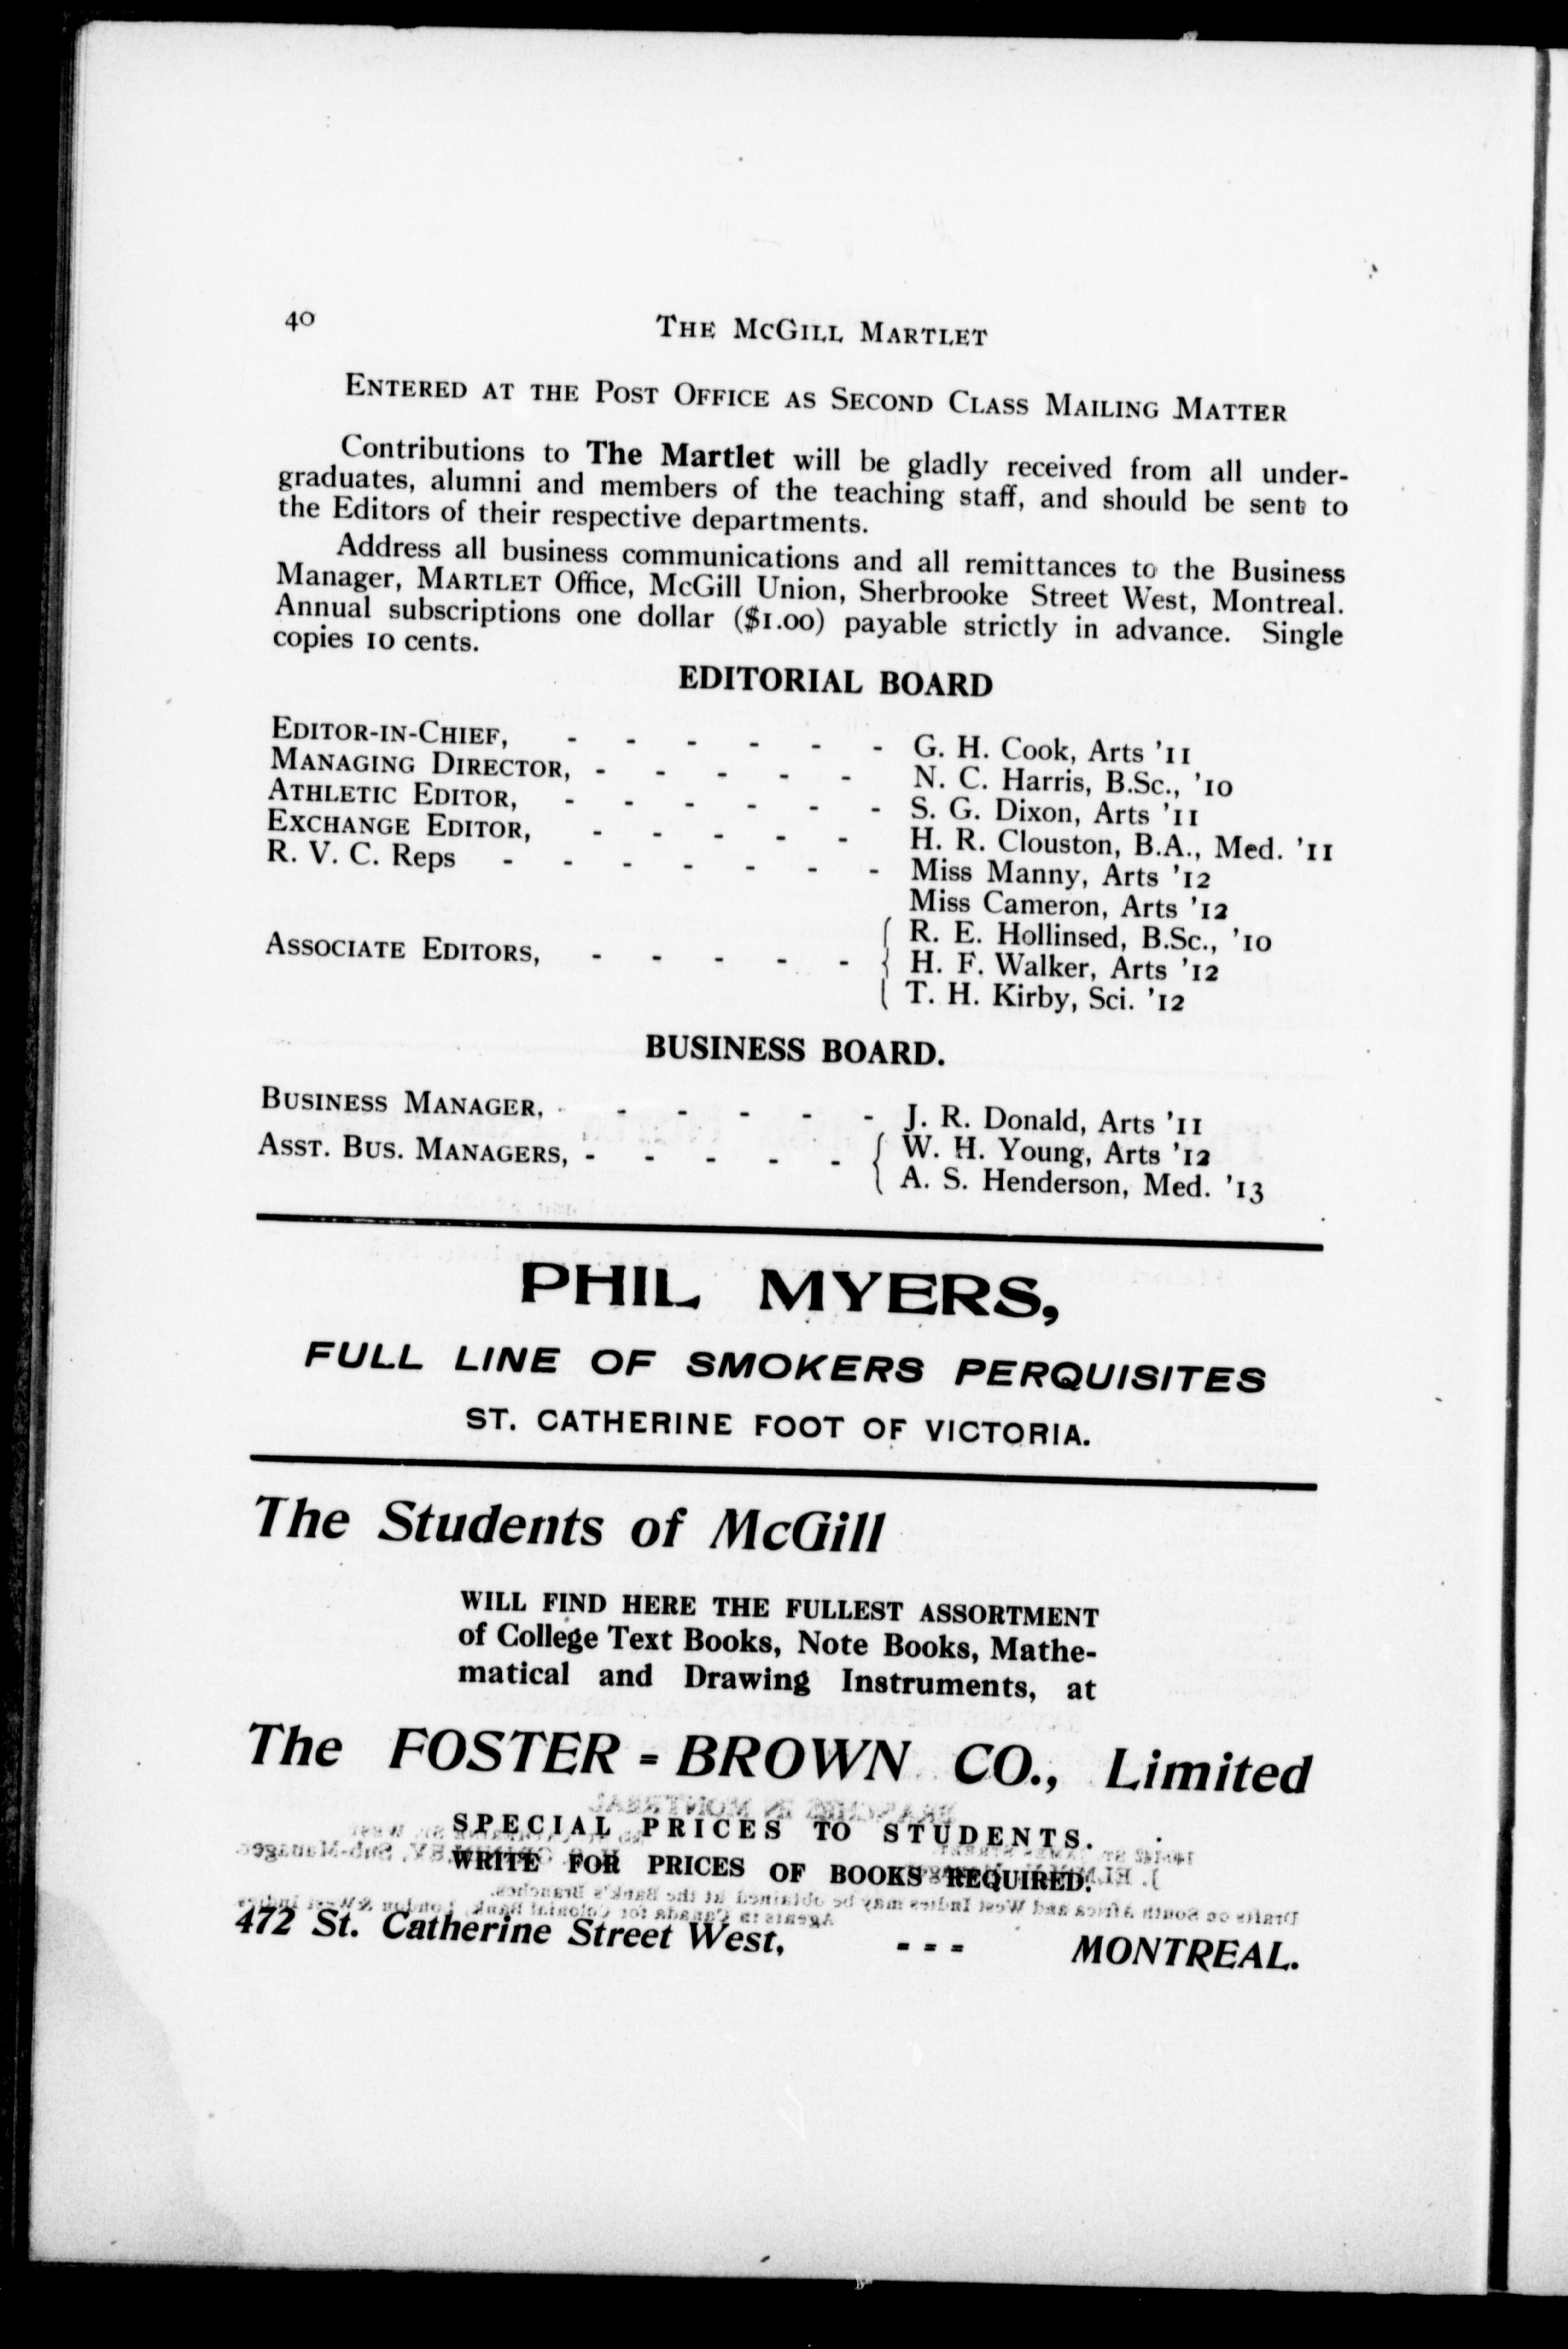 40
THE MCGILL MARTLET
ENTERED AT THE POST OFFICE AS SECOND CLASS MAILING MATTER
Contributions to The Martlet will be gladly received from all under-
graduates, alumni and members of the teaching staff, and should be sent to
the Editors of their respective departments.
Address all business communications and all remittances to the Business
Manager, MARTLET Office, McGill Union, Sherbrooke Street West, Montreal.
Annual subscriptions one dollar ($1.00) payable strictly in advance. Single
copies 10 cents.
EDITORIAL BOARD
EDITOR-IN-CHIEF, - - - - - - G. H. Cook, Arts '11
MANAGING DIRECTOR, - - - - - N. C. Harris, B.Sc., '10
ATHLETIC EDITOR, - - - - - - S. G. Dixon, Arts '11
EXCHANGE EDITOR, - - - - - H. R. Clouston, B.A., Med. '11
R. V. C. Reps - - - - - - - Miss Manny, Arts '12
Miss Cameron, Arts '12
R. E. Hollinsed, B.Sc., '10
ASSOCIATE EDITORS, - - - - - H. F. Walker, Arts '12
T. H. Kirby, Sci. '12
BUSINESS BOARD.
BUSINESS MANAGER, - - - - - J. R. Donald, Arts '11
ASST. BUS. MANAGERS, - - - - - W. H. Young, Arts '12
A. S. Henderson, Med. '13
PHIL MYERS,
FULL LINE OF SMOKERS PERQUISITES
ST. CATHERINE FOOT OF VICTORIA.
The Students of McGill
WILL FIND HERE THE FULLEST ASSORTMENT
of College Text Books, Note Books, Mathe-
matical and Drawing Instruments, at
The FOSTER-BROWN CO., Limited
SPECIAL PRICES TO STUDENTS.
WRITE FOR PRICES OF BOOKS REQUIRED.
472 St. Catherine Street West, - - - MONTREAL.